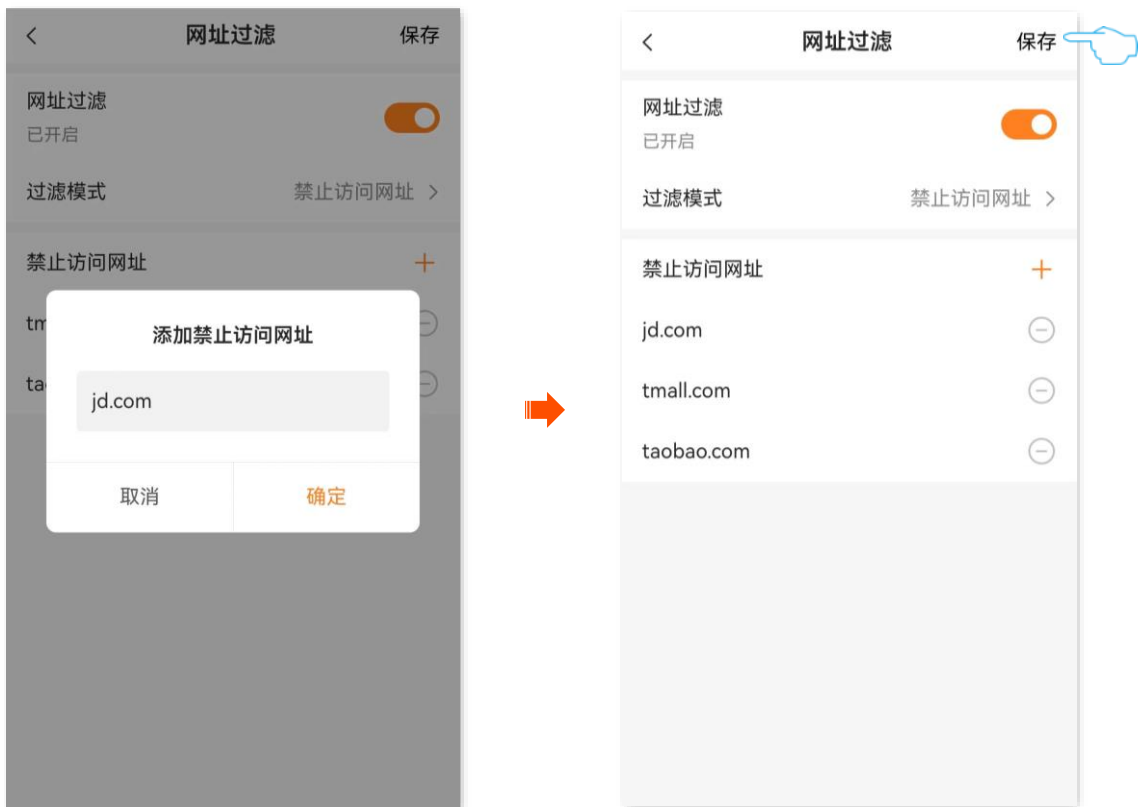 网址过滤
保存
网址过滤
已开启
过滤模式
禁止访问网址
禁止访问网址
tm
ta
添加禁止访问网址
jd.com
取消
确定
网址过滤
保存
网址过滤
已开启
过滤模式
禁止访问网址
禁止访问网址
jd.com
tmall.com
taobao.com